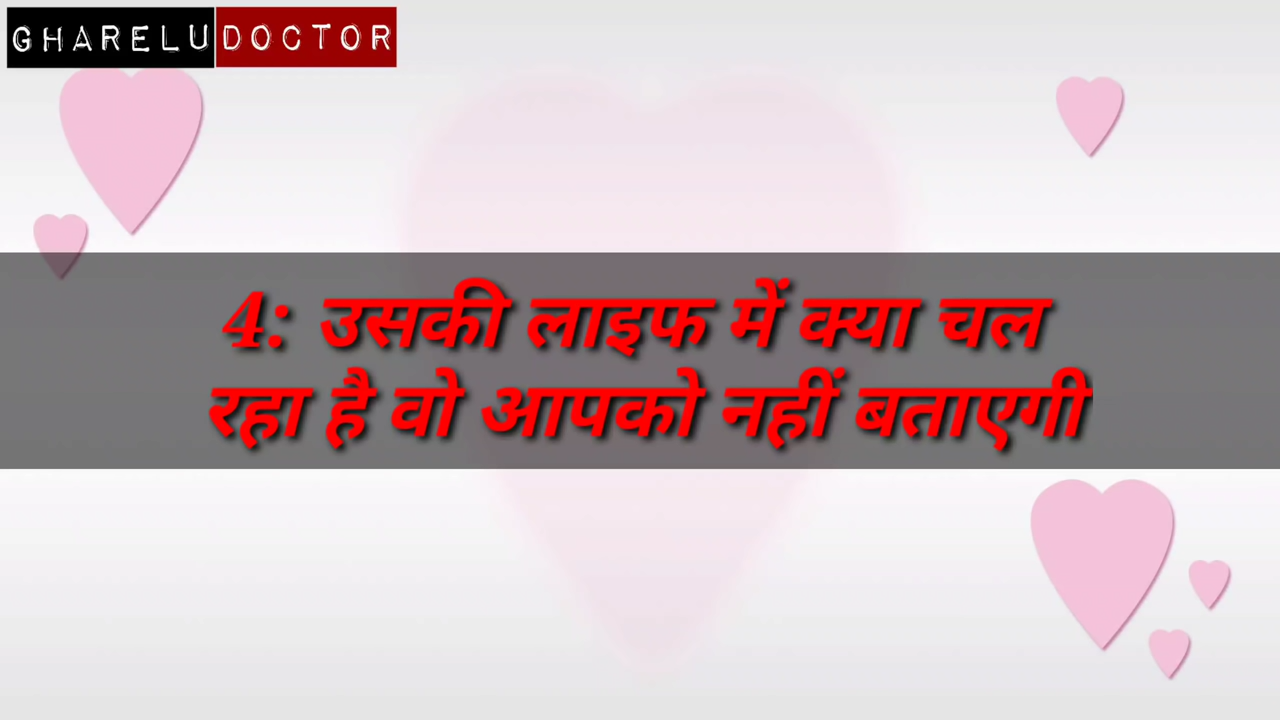 GHARELU DOCTOR
4: उसकी लाइफ में क्या चल
रहा है वो आपको नहीं बताएगी